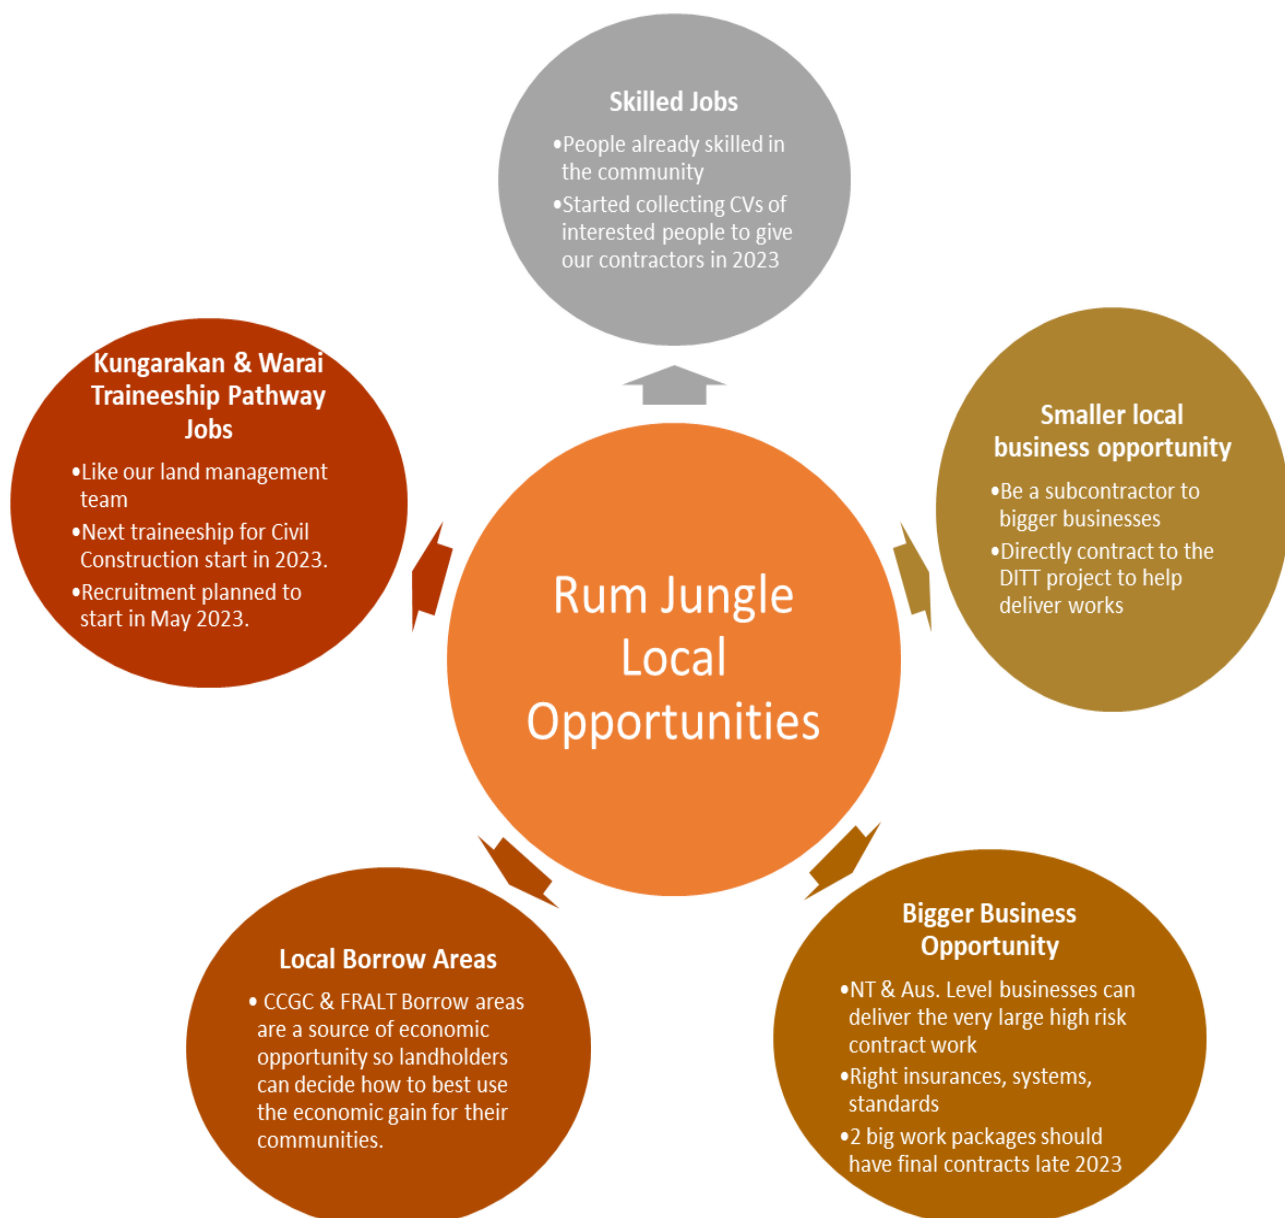 Skilled Jobs
•People already skilled in
the community
•Started collecting CVs of
interested people to give
our contractors in 2023
Kungarakan & Warai
Traineeship Pathway
Jobs
•Like our land management
team
•Next traineeship for Civil
Construction start in 2023.
•Recruitment planned to
start in May 2023.
Smaller local
business opportunity
•Be a subcontractor to
bigger businesses
•Directly contract to the
DITT project to help
deliver works
Rum Jungle
Local
Opportunities
Local Borrow Areas
• CCGC & FRALT Borrow areas
are a source of economic
opportunity so landholders
can decide how to best use
the economic gain for their
communities.
Bigger Business
Opportunity
•NT & Aus. Level businesses can
deliver the very large high risk
contract work
•Right insurances, systems,
standards
•2 big work packages should
have final contracts late 2023